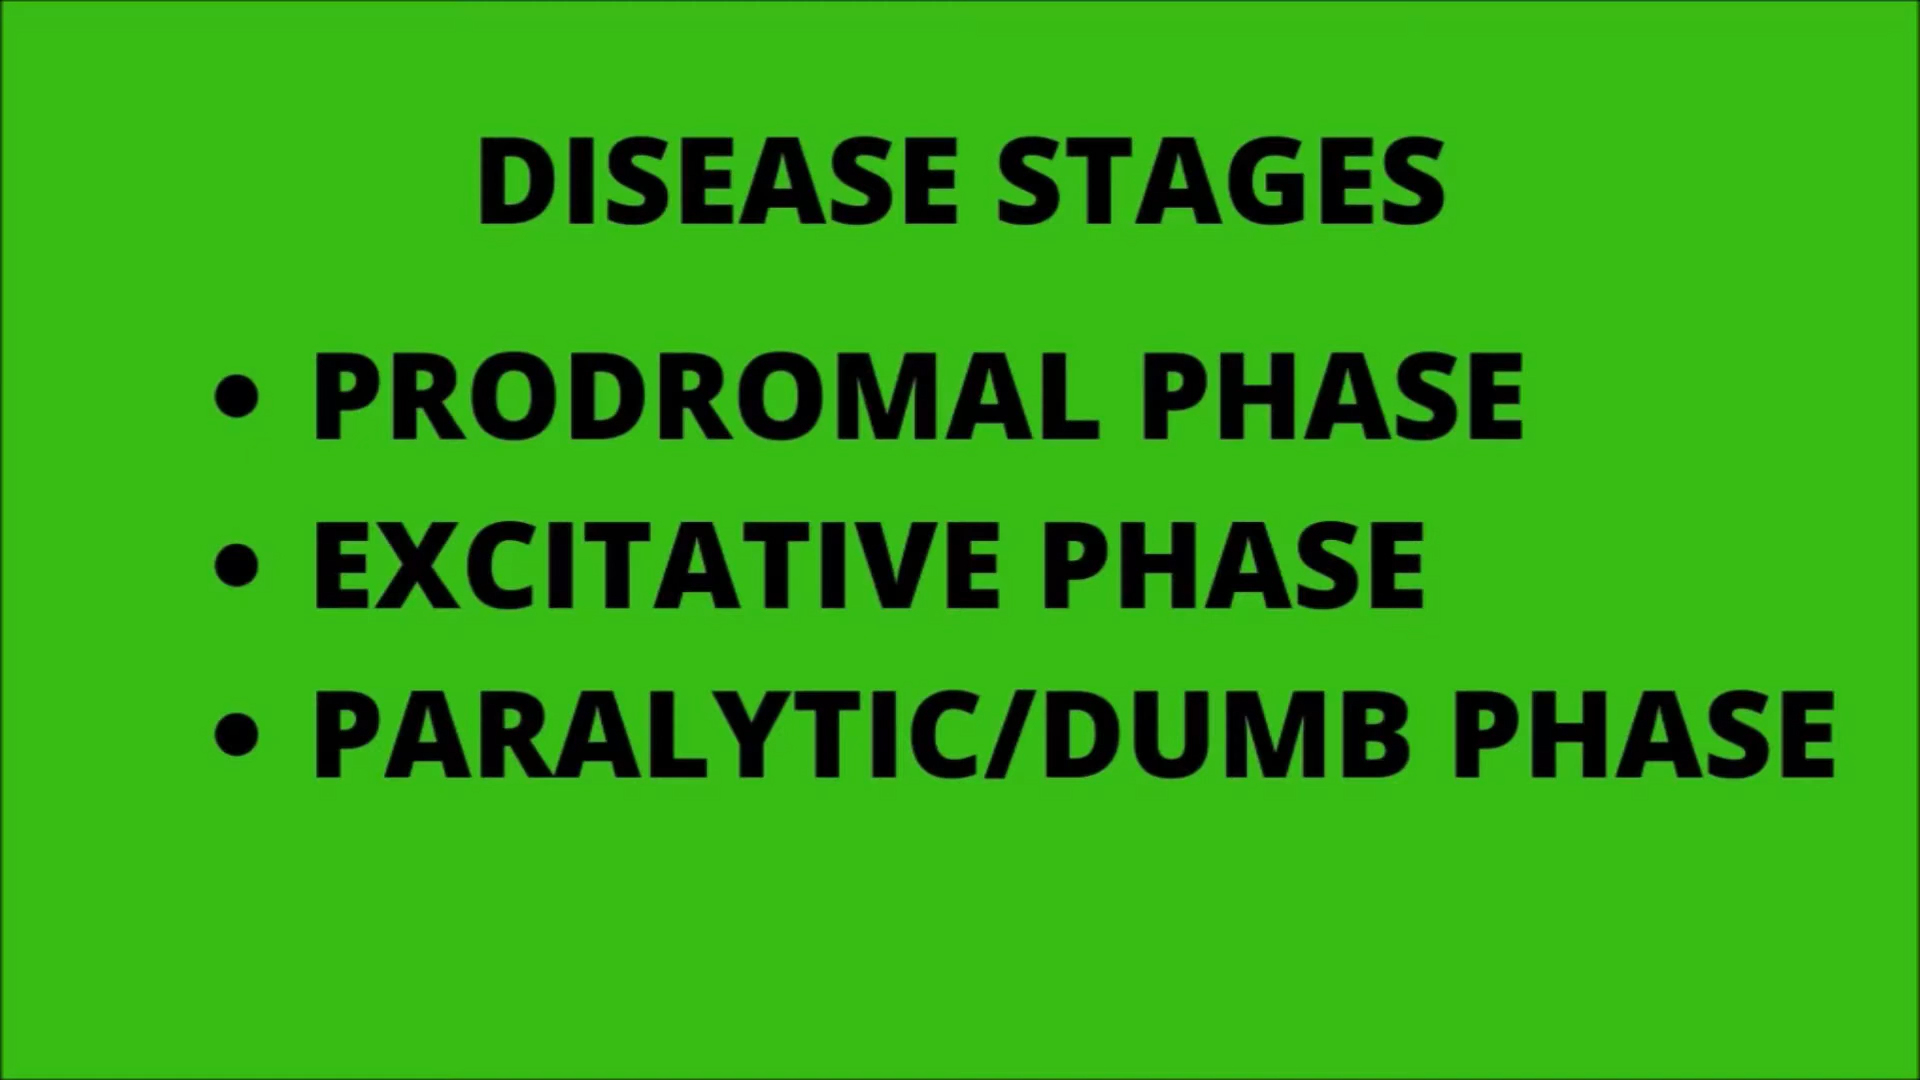 DISEASE STAGES
• PRODROMAL PHASE
• EXCITATIVE PHASE
• PARALYTIC/DUMB PHASE